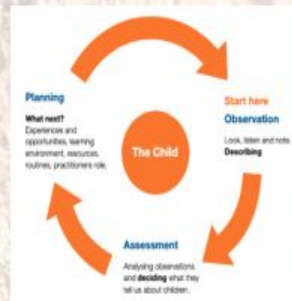 Planning
What next?
Experiences and
opportunities, learning
environment, resources,
routines, practitioners role.
The Child
Start here
Observation
Look, listen and note.
Describing
Assessment
Analysing observations
and deciding what they
tell us about children.